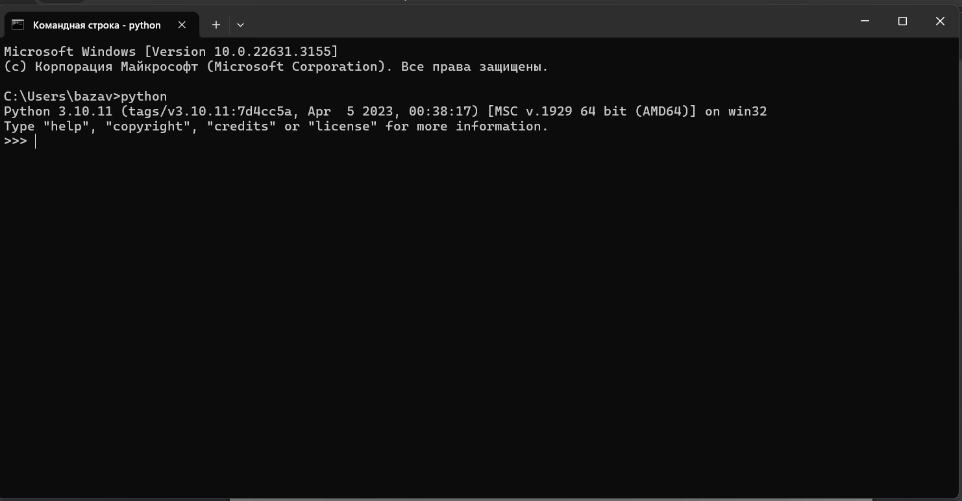 Командная строка - python
Microsoft Windows [Version 10.0.22631.3155]
(c) Корпорация Майкрософт (Microsoft Corporation). Все права защищены.
C:\Users\bazav>python
Python 3.10.11 (tags/v3.10.11:7d4cc5a, Apr  5 2023, 00:38:17) [MSC v.1929 64 bit (AMD64)] on win32
Type "help", "copyright", "credits" or "license" for more information.
>>>